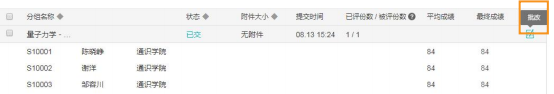 批改
分组名称 状态 附件大小 提交时间 已评份数 / 被评份数 平均成绩 最终成绩
量子力学 - ... 已交 无附件 08.13 15:24 1 / 1
S10001 陈晓峥 通识学院 84 84
S10002 谢洋 通识学院 84 84
S10003 邹容川 通识学院 84 84